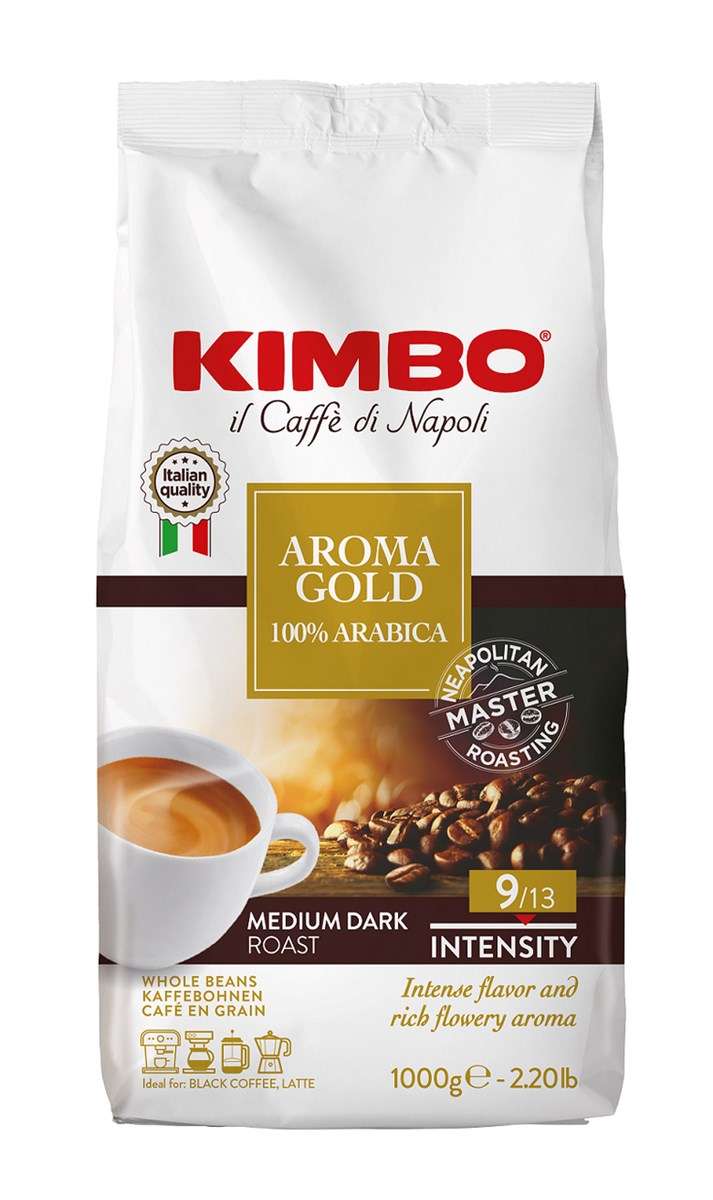 KIMBO®
il Caffè di Napoli
Italian
quality
AROMA
GOLD
100% ARABICA
NEAPOLITAN
MASTER
ROASTING
9/13
MEDIUM DARK
ROAST
INTENSITY
WHOLE BEANS
KAFFEBOHNEN
CAFÉ EN GRAIN
Intense flavor and
rich flowery aroma
Ideal for: BLACK COFFEE, LATTE
1000g℮ - 2.20lb